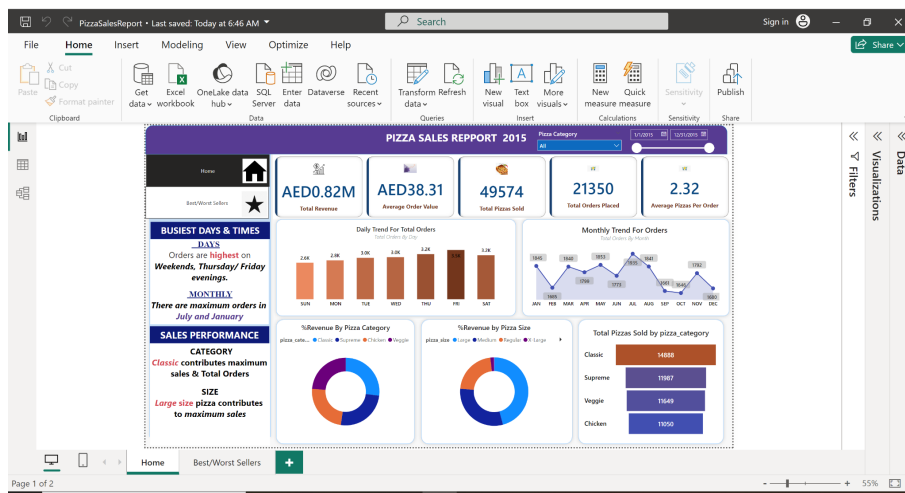 PizzaSalesReport • Last saved: Today at 6:46 AM
Search
Sign in
File Home Insert Modeling View Optimize Help
Share
Paste
Cut
Copy
Format painter
Clipboard
Get data
Excel workbook
OneLake data hub
SQL Server
Enter data
Dataverse
Recent sources
Data
Transform data
Refresh
Queries
New visual
Text box
More visuals
Insert
New measure
Quick measure
Calculations
Sensitivity
Sensitivity
Publish
Share
PIZZA SALES REPPORT 2015
Pizza Category
All
1/1/2015 12/31/2015
Home
Best/Worst Sellers
AED0.82M
Total Revenue
AED38.31
Average Order Value
49574
Total Pizzas Sold
21350
Total Orders Placed
2.32
Average Pizzas Per Order
BUSIEST DAYS & TIMES
DAYS
Orders are highest on
Weekends, Thursday/ Friday
evenings.
MONTHLY
There are maximum orders in
July and January
SALES PERFORMANCE
CATEGORY
Classic contributes maximum
sales & Total Orders
SIZE
Large size pizza contributes
to maximum sales
Daily Trend For Total Orders
Total Orders By Day
2.6K 2.8K 3.0K 3.0K 3.2K 3.5K 3.2K
SUN MON TUE WED THU FRI SAT
Monthly Trend For Orders
Total Orders By Month
1845 1685 1840 1799 1853 1773 1935 1841 1661 1646 1792 1680
JAN FEB MAR APR MAY JUN JUL AUG SEP OCT NOV DEC
%Revenue By Pizza Category
pizza_cate... Classic Supreme Chicken Veggie
%Revenue by Pizza Size
pizza_size Large Medium Regular X-Large
Total Pizzas Sold by pizza_category
Classic 14888
Supreme 11987
Veggie 11649
Chicken 11050
Filters
Visualizations
Data
Home
Best/Worst Sellers
+
Page 1 of 2
- + 55%